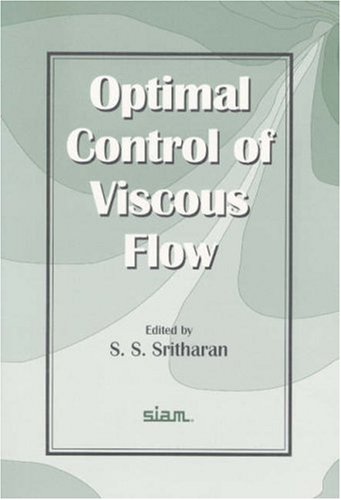 Optimal
Control of
Viscous
Flow
Edited by
S. S. Sritharan
siam®